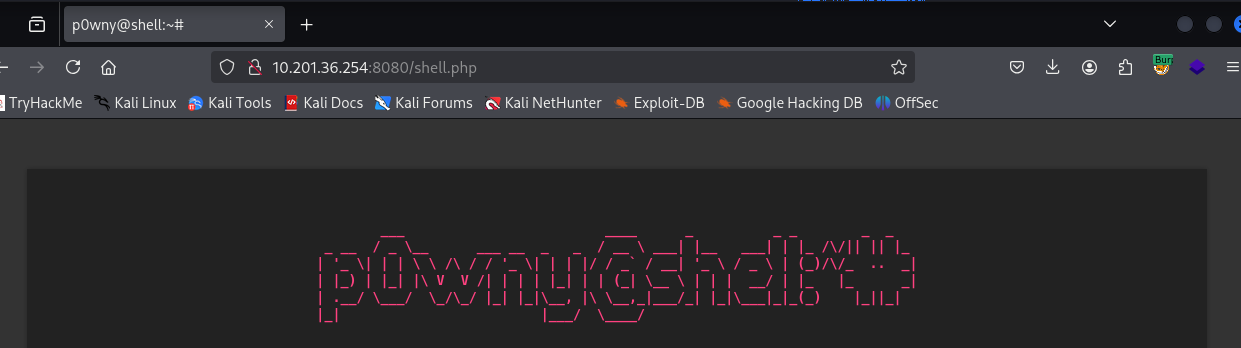 p0wny@shell:~#
10.201.36.254:8080/shell.php
TryHackMe Kali Linux Kali Tools Kali Docs Kali Forums Kali NetHunter Exploit-DB Google Hacking DB OffSec
p0wny@shell:~#